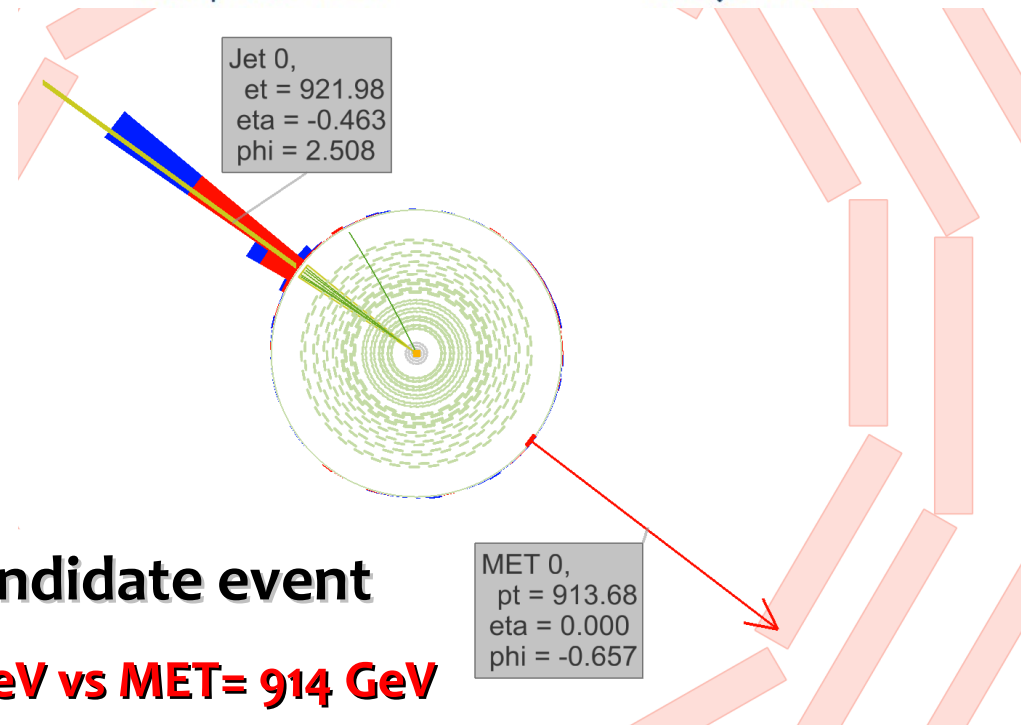 Jet 0,
et = 921.98
eta = -0.463
phi = 2.508
MET 0,
pt = 913.68
eta = 0.000
phi = -0.657
ndidate event
eV vs MET= 914 GeV